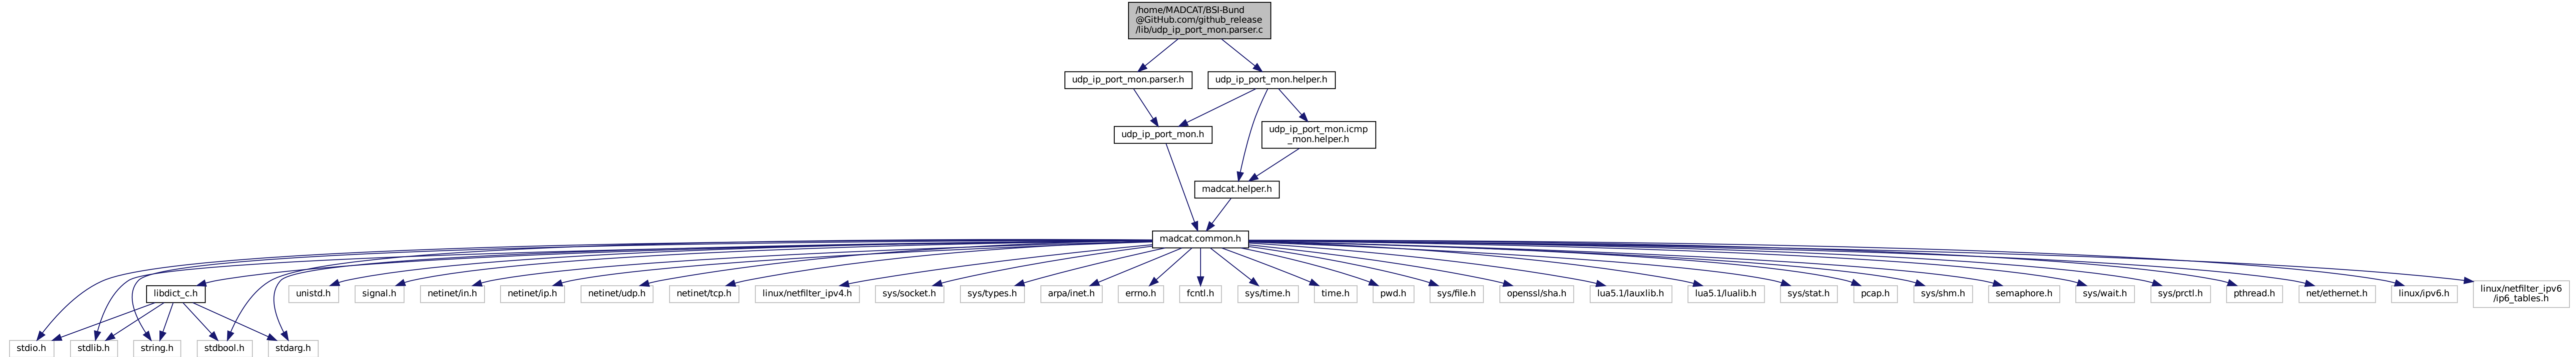 /home/MADCAT/BSI-Bund
@GitHub.com/github_release
/lib/udp_ip_port_mon.parser.c
udp_ip_port_mon.parser.h
udp_ip_port_mon.helper.h
udp_ip_port_mon.h
udp_ip_port_mon.icmp
_mon.helper.h
madcat.helper.h
madcat.common.h
libdict_c.h
unistd.h
signal.h
netinet/in.h
netinet/ip.h
netinet/udp.h
netinet/tcp.h
linux/netfilter_ipv4.h
sys/socket.h
sys/types.h
arpa/inet.h
errno.h
fcntl.h
sys/time.h
time.h
pwd.h
sys/file.h
openssl/sha.h
lua5.1/lauxlib.h
lua5.1/lualib.h
sys/stat.h
pcap.h
sys/shm.h
semaphore.h
sys/wait.h
sys/prctl.h
pthread.h
net/ethernet.h
linux/ipv6.h
linux/netfilter_ipv6
/ip6_tables.h
stdio.h
stdlib.h
string.h
stdbool.h
stdarg.h